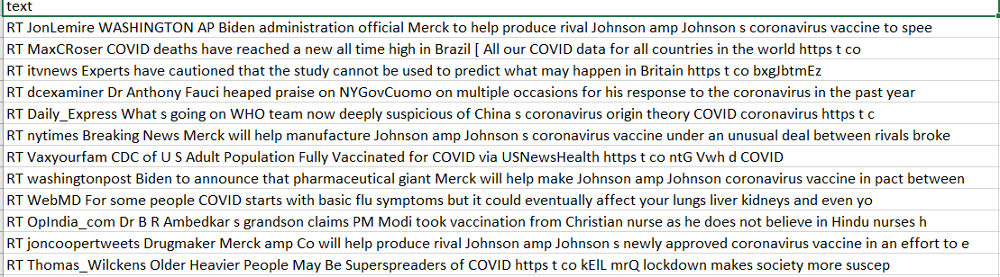 text
RT JonLemire WASHINGTON AP Biden administration official Merck to help produce rival Johnson amp Johnson s coronavirus vaccine to spee
RT MaxCRoser COVID deaths have reached a new all time high in Brazil [ All our COVID data for all countries in the world https t co
RT itvnews Experts have cautioned that the study cannot be used to predict what may happen in Britain https t co bxgJbtmEz
RT dcexaminer Dr Anthony Fauci heaped praise on NYGovCuomo on multiple occasions for his response to the coronavirus in the past year
RT Daily_Express What s going on WHO team now deeply suspicious of China s coronavirus origin theory COVID coronavirus https t c
RT nytimes Breaking News Merck will help manufacture Johnson amp Johnson s coronavirus vaccine under an unusual deal between rivals broke
RT Vaxyourfam CDC of U S Adult Population Fully Vaccinated for COVID via USNewsHealth https t co ntG Vwh d COVID
RT washingtonpost Biden to announce that pharmaceutical giant Merck will help make Johnson amp Johnson coronavirus vaccine in pact between
RT WebMD For some people COVID starts with basic flu symptoms but it could eventually affect your lungs liver kidneys and even yo
RT OpIndia_com Dr B R Ambedkar s grandson claims PM Modi took vaccination from Christian nurse as he does not believe in Hindu nurses h
RT joncoopertweets Drugmaker Merck amp Co will help produce rival Johnson amp Johnson s newly approved coronavirus vaccine in an effort to e
RT Thomas_Wilckens Older Heavier People May Be Superspreaders of COVID https t co kElL mrQ lockdown makes society more suscep